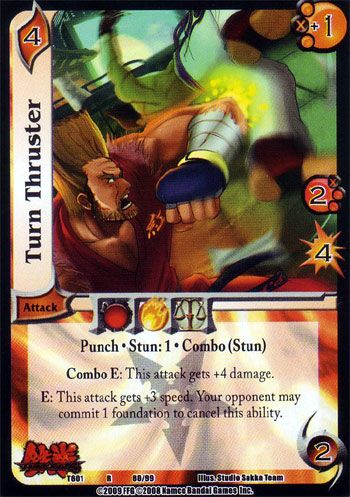 4
X +1
Turn Thruster
2
4
Attack
Punch • Stun: 1 • Combo (Stun)
Combo E: This attack gets +4 damage.
E: This attack gets +3 speed. Your opponent may
commit 1 foundation to cancel this ability.
2
T601 R 80/99 Illus. Studio Sakka Team
©2009 FFG ©2008 Namco Bandai Games, Inc.